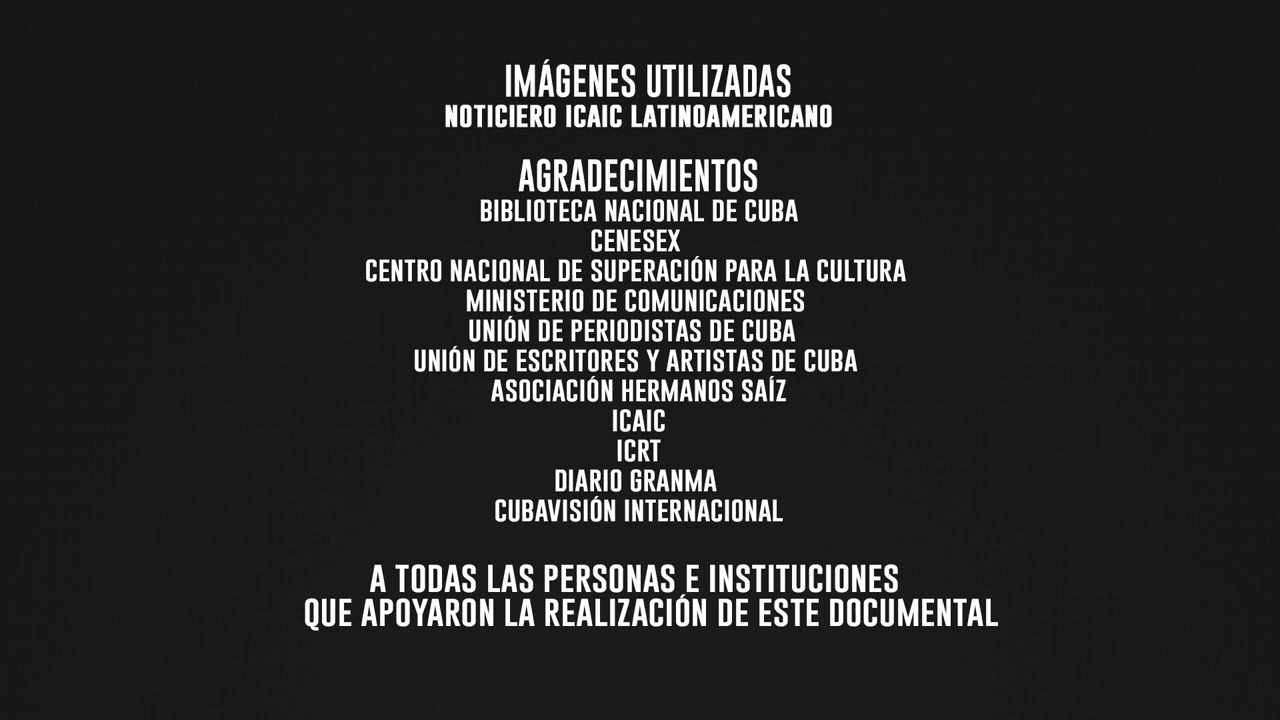 IMÁGENES UTILIZADAS
NOTICIERO ICAIC LATINOAMERICANO
AGRADECIMIENTOS
BIBLIOTECA NACIONAL DE CUBA
CENESEX
CENTRO NACIONAL DE SUPERACIÓN PARA LA CULTURA
MINISTERIO DE COMUNICACIONES
UNIÓN DE PERIODISTAS DE CUBA
UNIÓN DE ESCRITORES Y ARTISTAS DE CUBA
ASOCIACIÓN HERMANOS SAÍZ
ICAIC
ICRT
DIARIO GRANMA
CUBAVISIÓN INTERNACIONAL
A TODAS LAS PERSONAS E INSTITUCIONES
QUE APOYARON LA REALIZACIÓN DE ESTE DOCUMENTAL